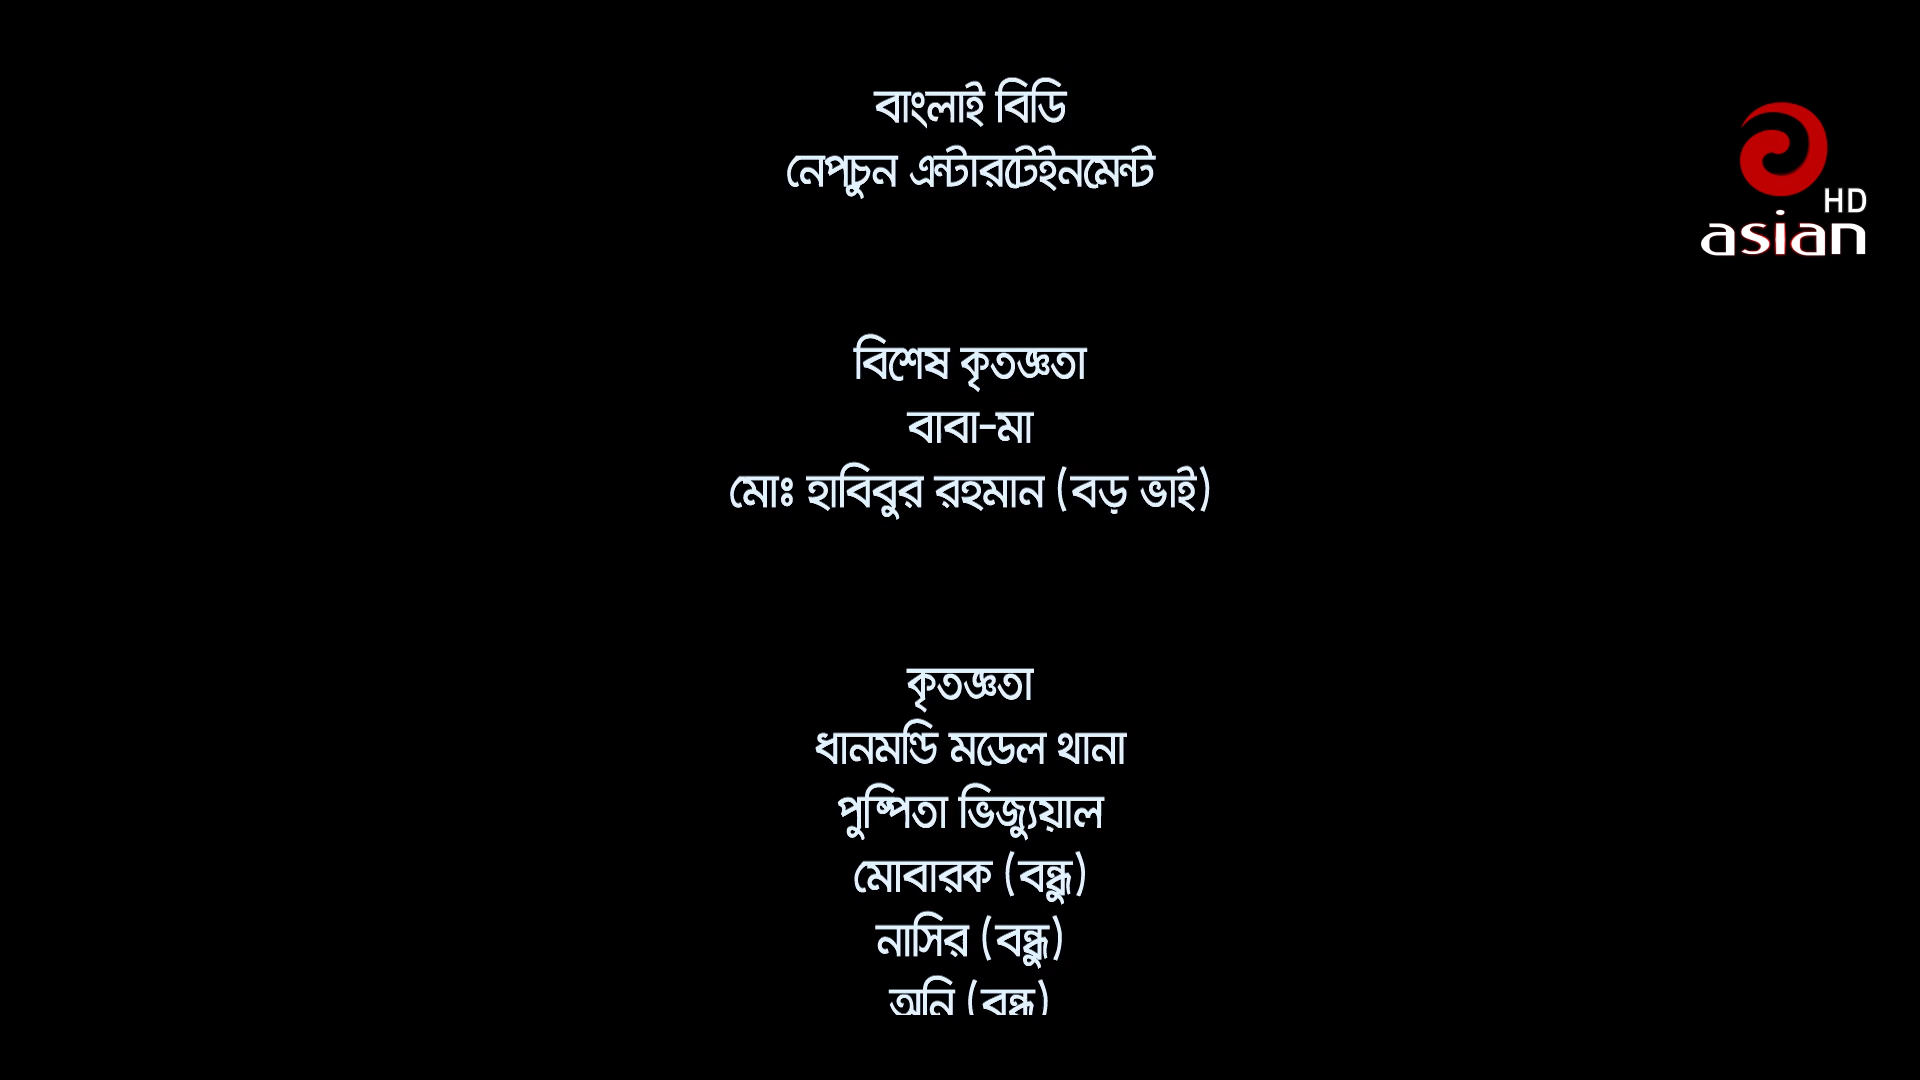 বাংলাই বিডি
নেপচুন এন্টারটেইনমেন্ট
HD
asian
বিশেষ কৃতজ্ঞতা
বাবা-মা
মোঃ হাবিবুর রহমান (বড় ভাই)
কৃতজ্ঞতা
ধানমন্ডি মডেল থানা
পুষ্পিতা ভিজ্যুয়াল
মোবারক (বন্ধু)
নাসির (বন্ধু)
অনি (বন্ধু)